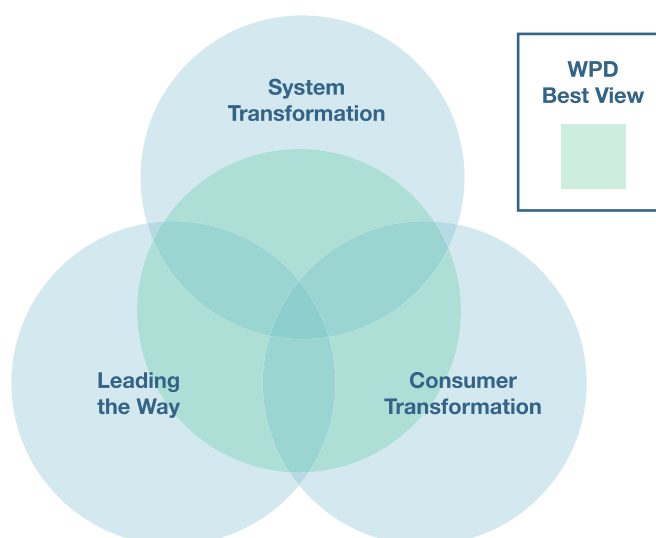 System
Transformation
WPD
Best View
Leading
the Way
Consumer
Transformation